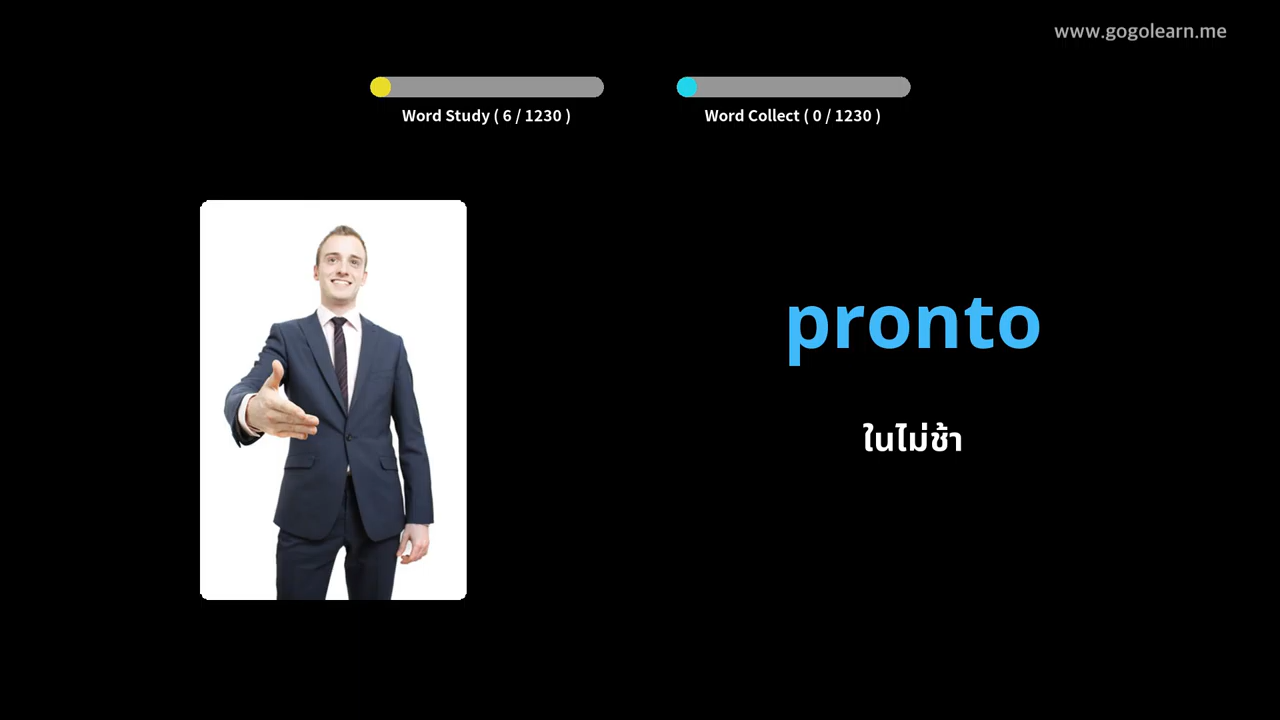 www.gogolearn.me
Word Study ( 6 / 1230 )
Word Collect ( 0 / 1230 )
pronto
ในไม่ช้า